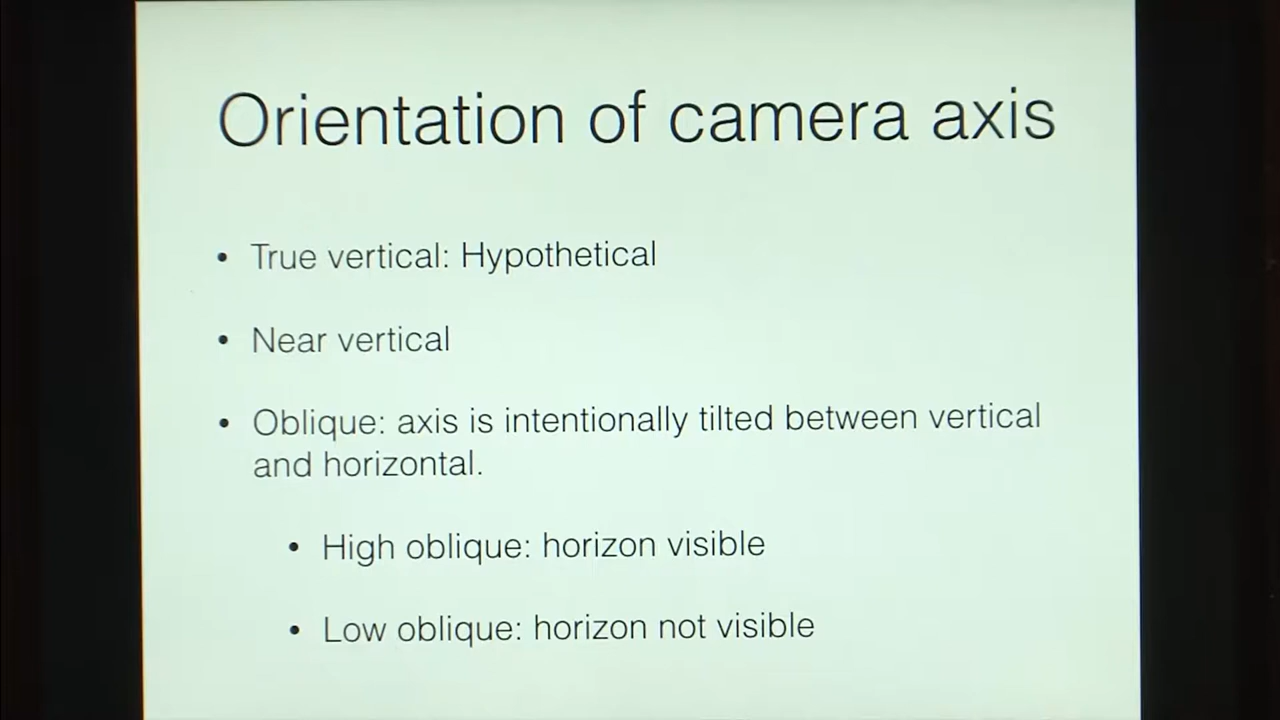 Orientation of camera axis
• True vertical: Hypothetical
• Near vertical
• Oblique: axis is intentionally tilted between vertical
and horizontal.
• High oblique: horizon visible
• Low oblique: horizon not visible